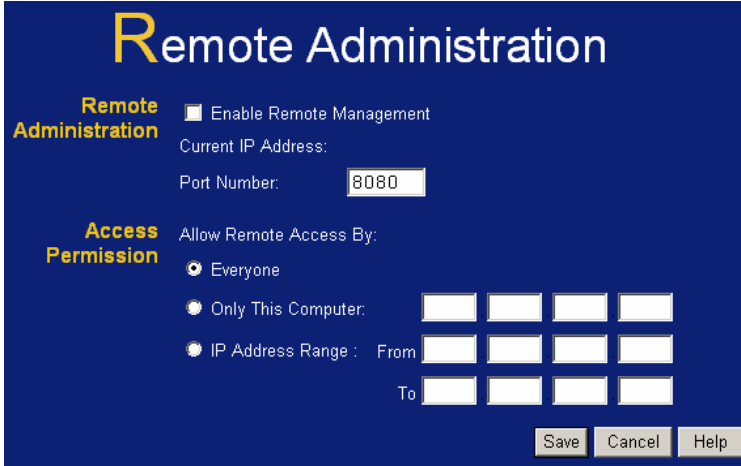 Remote Administration
Remote Administration
Enable Remote Management
Current IP Address:
Port Number: 8080
Access Permission
Allow Remote Access By:
Everyone
Only This Computer:
IP Address Range : From
To
Save Cancel Help